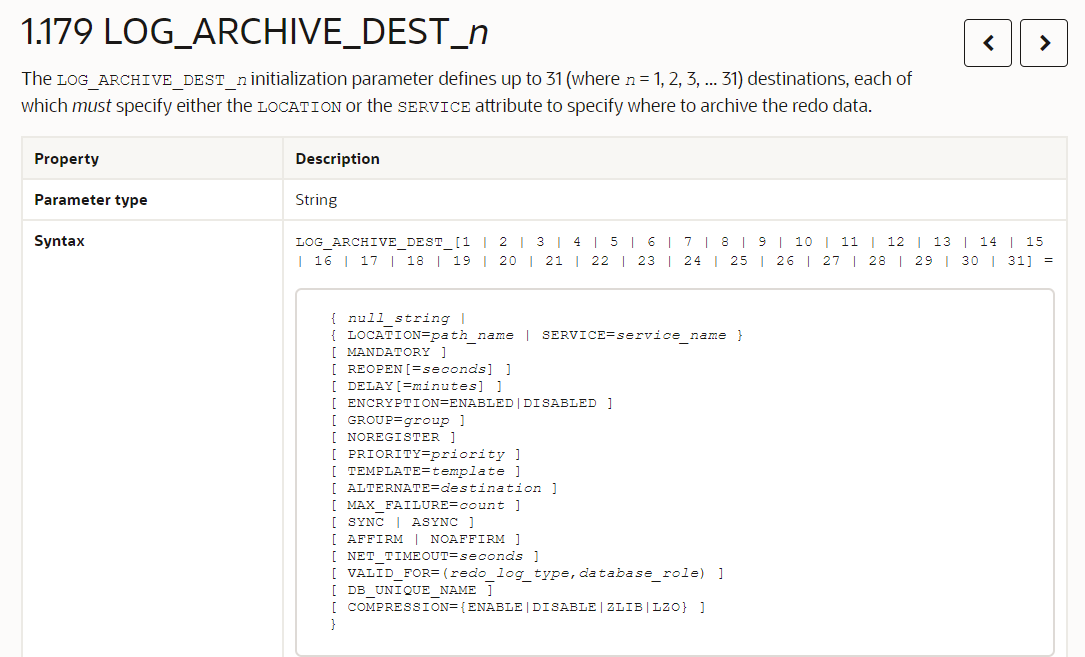 1.179 LOG_ARCHIVE_DEST_n
The LOG_ARCHIVE_DEST_n initialization parameter defines up to 31 (where n = 1, 2, 3, ... 31) destinations, each of
which must specify either the LOCATION or the SERVICE attribute to specify where to archive the redo data.
Property Description
Parameter type String
Syntax LOG_ARCHIVE_DEST_[1 | 2 | 3 | 4 | 5 | 6 | 7 | 8 | 9 | 10 | 11 | 12 | 13 | 14 | 15
| 16 | 17 | 18 | 19 | 20 | 21 | 22 | 23 | 24 | 25 | 26 | 27 | 28 | 29 | 30 | 31] =
{ null_string |
{ LOCATION=path_name | SERVICE=service_name }
[ MANDATORY ]
[ REOPEN[=seconds] ]
[ DELAY[=minutes] ]
[ ENCRYPTION=ENABLED|DISABLED ]
[ GROUP=group ]
[ NOREGISTER ]
[ PRIORITY=priority ]
[ TEMPLATE=template ]
[ ALTERNATE=destination ]
[ MAX_FAILURE=count ]
[ SYNC | ASYNC ]
[ AFFIRM | NOAFFIRM ]
[ NET_TIMEOUT=seconds ]
[ VALID_FOR=(redo_log_type,database_role) ]
[ DB_UNIQUE_NAME ]
[ COMPRESSION={ENABLE|DISABLE|ZLIB|LZO} ]
}